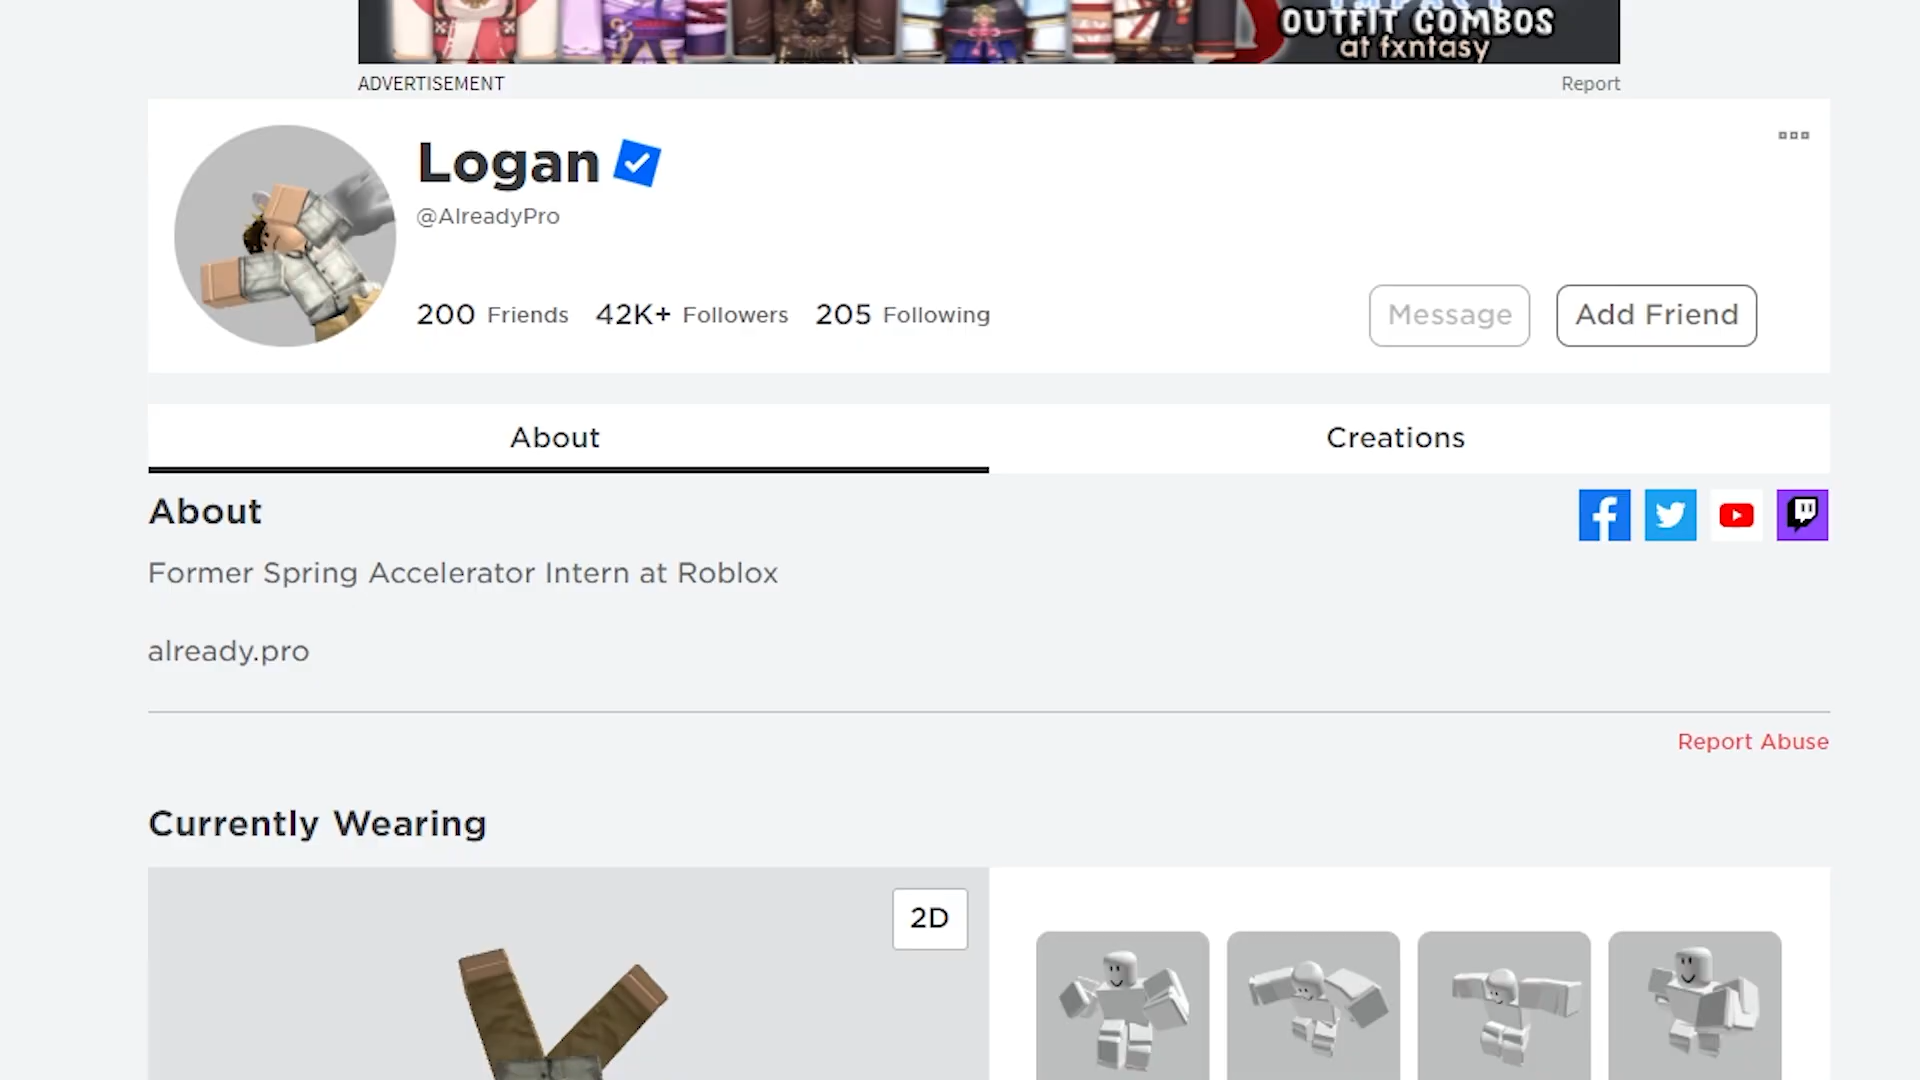 OUTFIT COMBOS
at fxntasy
ADVERTISEMENT
Report
Logan
@AlreadyPro
200 Friends 42K+ Followers 205 Following
Message
Add Friend
About
Creations
About
Former Spring Accelerator Intern at Roblox
already.pro
Report Abuse
Currently Wearing
2D